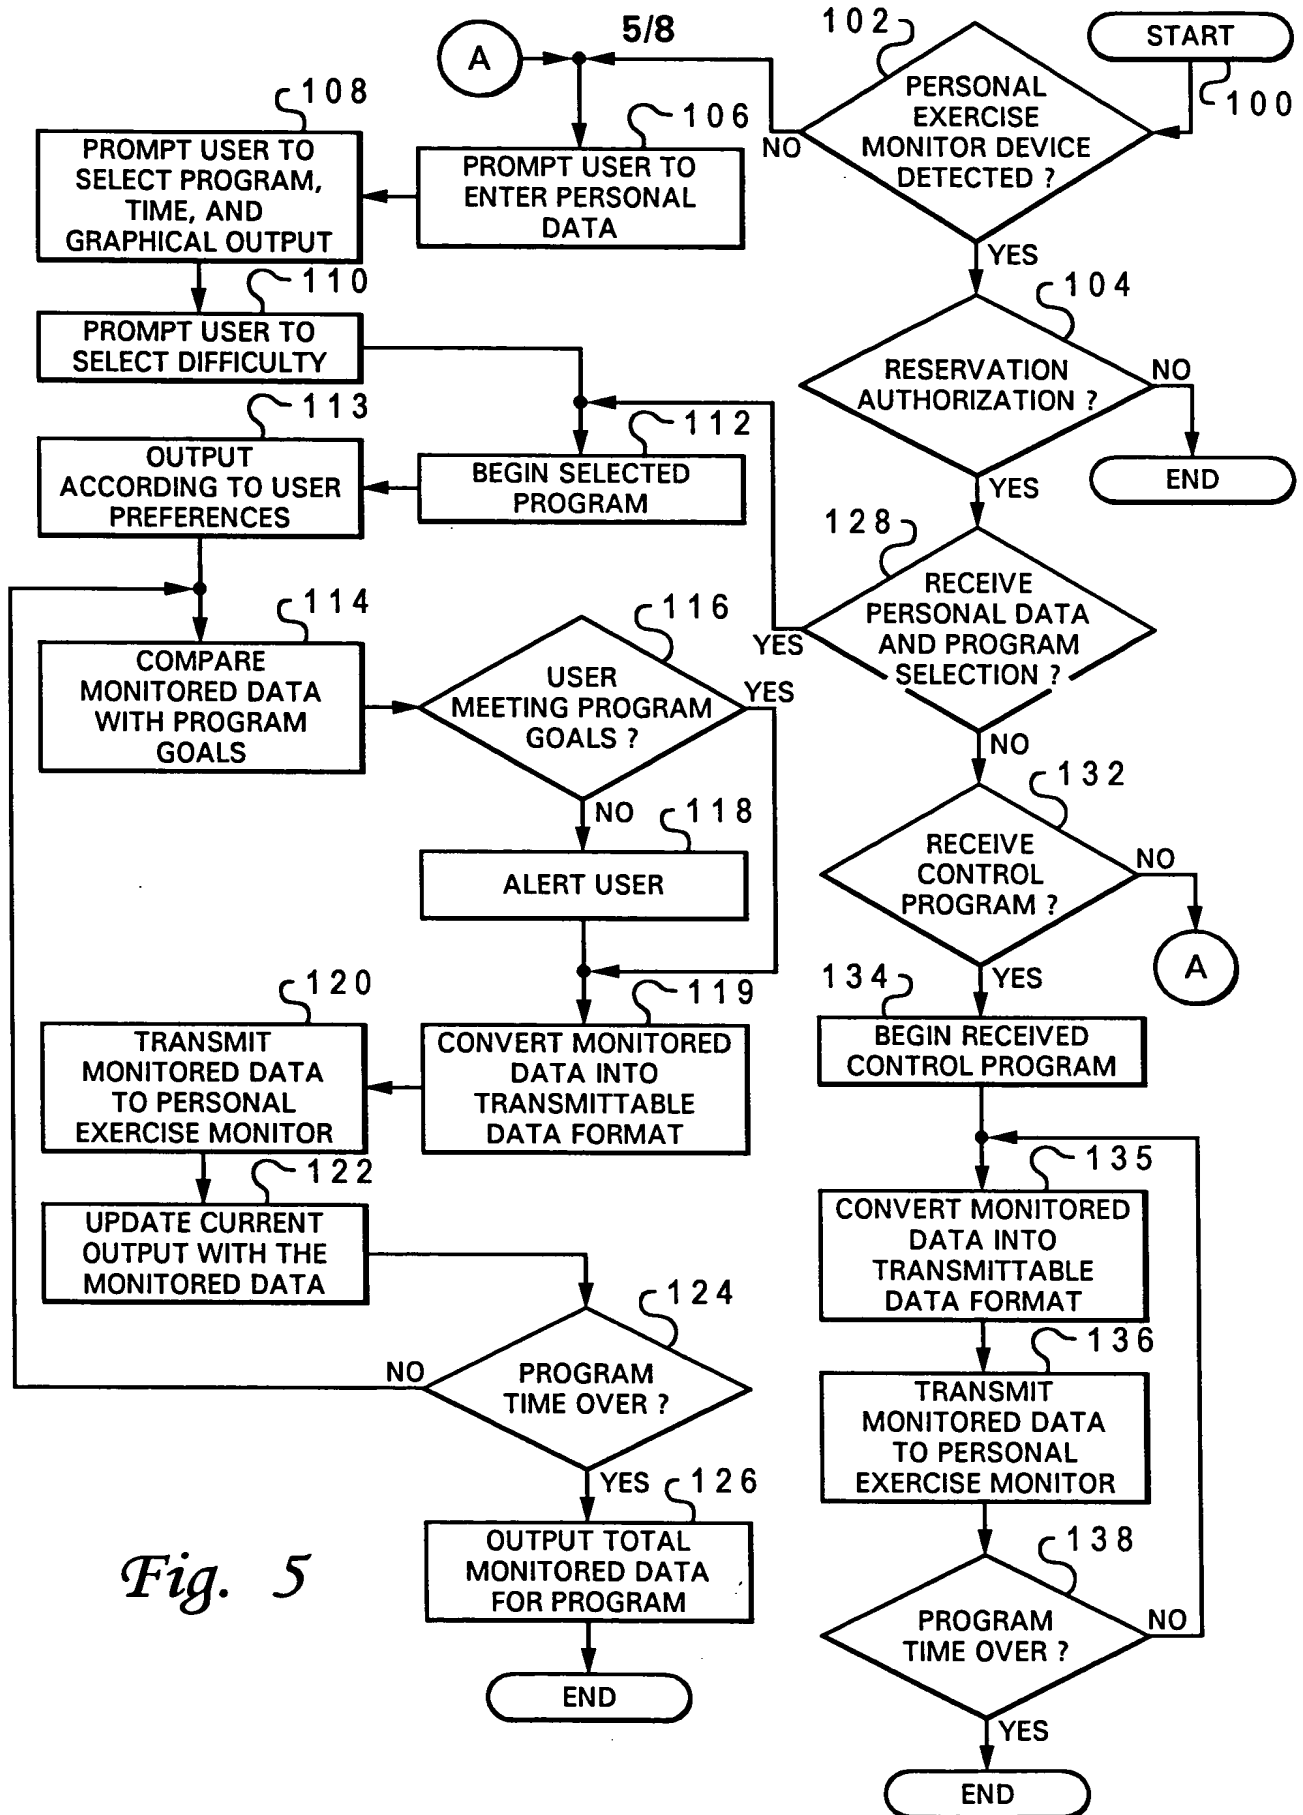 5/8
START
100
102
PERSONAL
EXERCISE
MONITOR DEVICE
DETECTED ?
NO
YES
A
106
PROMPT USER TO
ENTER PERSONAL
DATA
108
PROMPT USER TO
SELECT PROGRAM,
TIME, AND
GRAPHICAL OUTPUT
110
PROMPT USER TO
SELECT DIFFICULTY
104
RESERVATION
AUTHORIZATION ?
NO
END
YES
112
BEGIN SELECTED
PROGRAM
113
OUTPUT
ACCORDING TO USER
PREFERENCES
128
RECEIVE
PERSONAL DATA
AND PROGRAM
SELECTION ?
YES
NO
114
COMPARE
MONITORED DATA
WITH PROGRAM
GOALS
116
USER
MEETING PROGRAM
GOALS ?
YES
NO
118
ALERT USER
119
CONVERT MONITORED
DATA INTO
TRANSMITTABLE
DATA FORMAT
120
TRANSMIT
MONITORED DATA
TO PERSONAL
EXERCISE MONITOR
122
UPDATE CURRENT
OUTPUT WITH THE
MONITORED DATA
124
PROGRAM
TIME OVER ?
NO
YES
126
OUTPUT TOTAL
MONITORED DATA
FOR PROGRAM
END
132
RECEIVE
CONTROL
PROGRAM ?
NO
A
YES
134
BEGIN RECEIVED
CONTROL PROGRAM
135
CONVERT MONITORED
DATA INTO
TRANSMITTABLE
DATA FORMAT
136
TRANSMIT
MONITORED DATA
TO PERSONAL
EXERCISE MONITOR
138
PROGRAM
TIME OVER ?
NO
YES
END
Fig. 5